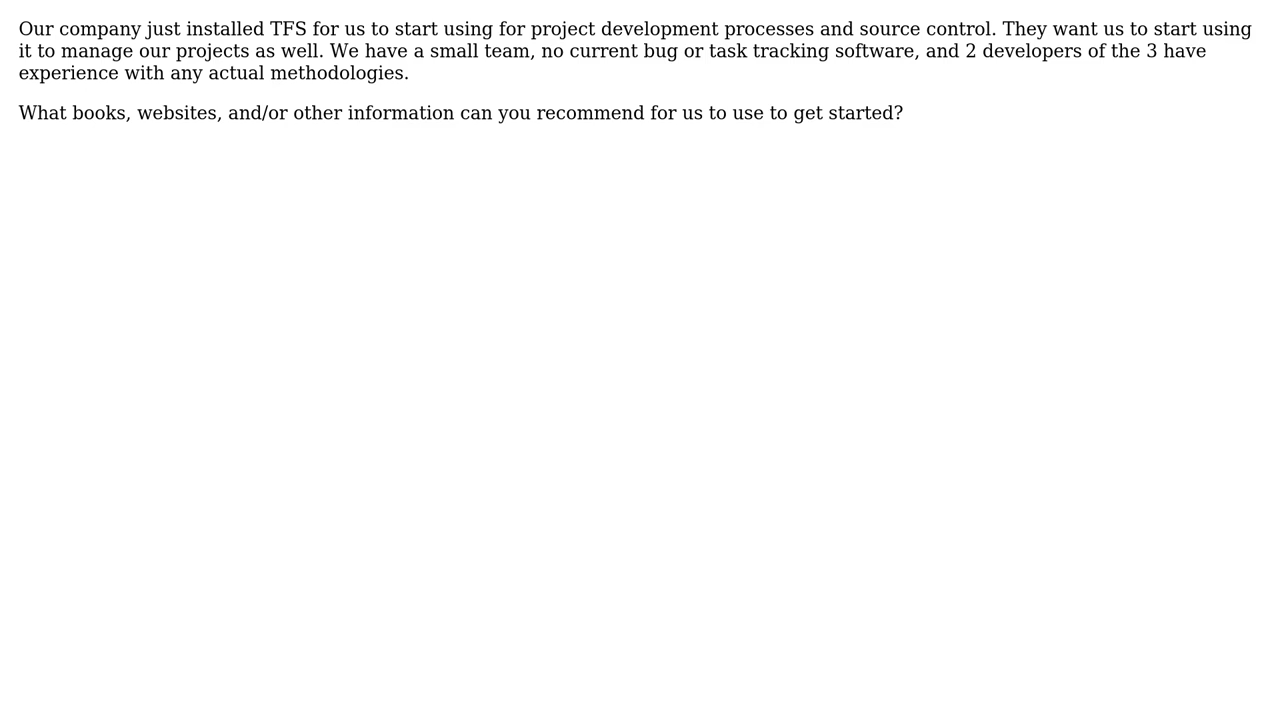 Our company just installed TFS for us to start using for project development processes and source control. They want us to start using
it to manage our projects as well. We have a small team, no current bug or task tracking software, and 2 developers of the 3 have
experience with any actual methodologies.
What books, websites, and/or other information can you recommend for us to use to get started?